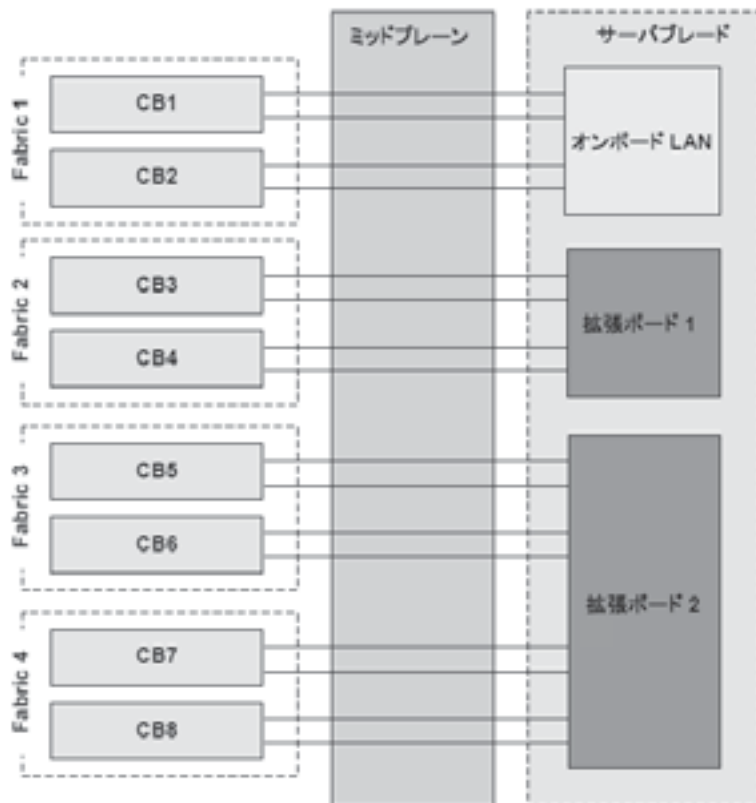 ミッドプレーン
サーバブレード
Fabric 1
CB1
CB2
オンボード LAN
Fabric 2
CB3
CB4
拡張ボード 1
Fabric 3
CB5
CB6
Fabric 4
CB7
CB8
拡張ボード 2